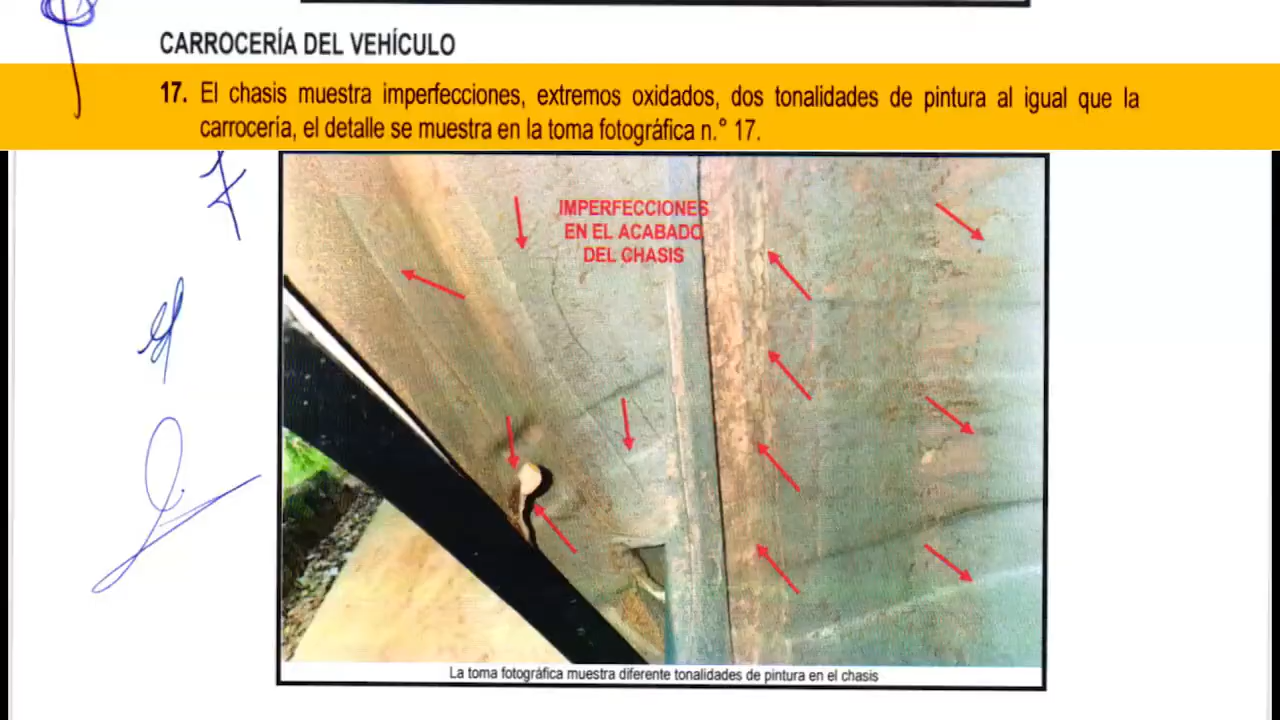 CARROCERÍA DEL VEHÍCULO
17. El chasis muestra imperfecciones, extremos oxidados, dos tonalidades de pintura al igual que la
carrocería, el detalle se muestra en la toma fotográfica n.° 17.
IMPERFECCIONES
EN EL ACABADO
DEL CHASIS
La toma fotográfica muestra diferente tonalidades de pintura en el chasis